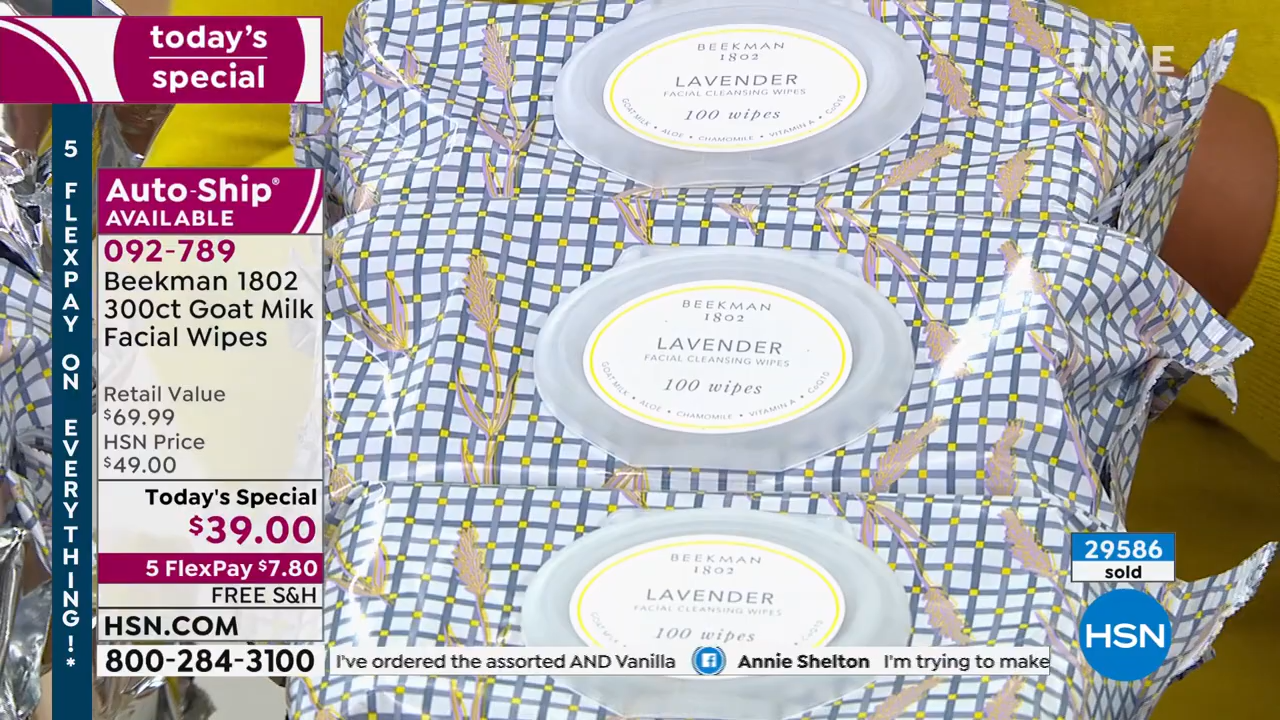 today's
special
LIVE
5 FLEXPAY ON EVERYTHING!*
Auto-Ship®
AVAILABLE
092-789
Beekman 1802
300ct Goat Milk
Facial Wipes
Retail Value
$69.99
HSN Price
$49.00
Today's Special
$39.00
5 FlexPay $7.80
FREE S&H
HSN.COM
800-284-3100
BEEKMAN
1802
LAVENDER
FACIAL CLEANSING WIPES
100 wipes
GOAT MILK • ALOE • CHAMOMILE • VITAMIN A • CoQ10
BEEKMAN
1802
LAVENDER
FACIAL CLEANSING WIPES
100 wipes
GOAT MILK • ALOE • CHAMOMILE • VITAMIN A • CoQ10
BEEKMAN
1802
LAVENDER
FACIAL CLEANSING WIPES
100 wipes
29586
sold
HSN
I've ordered the assorted AND Vanilla Annie Shelton I'm trying to make